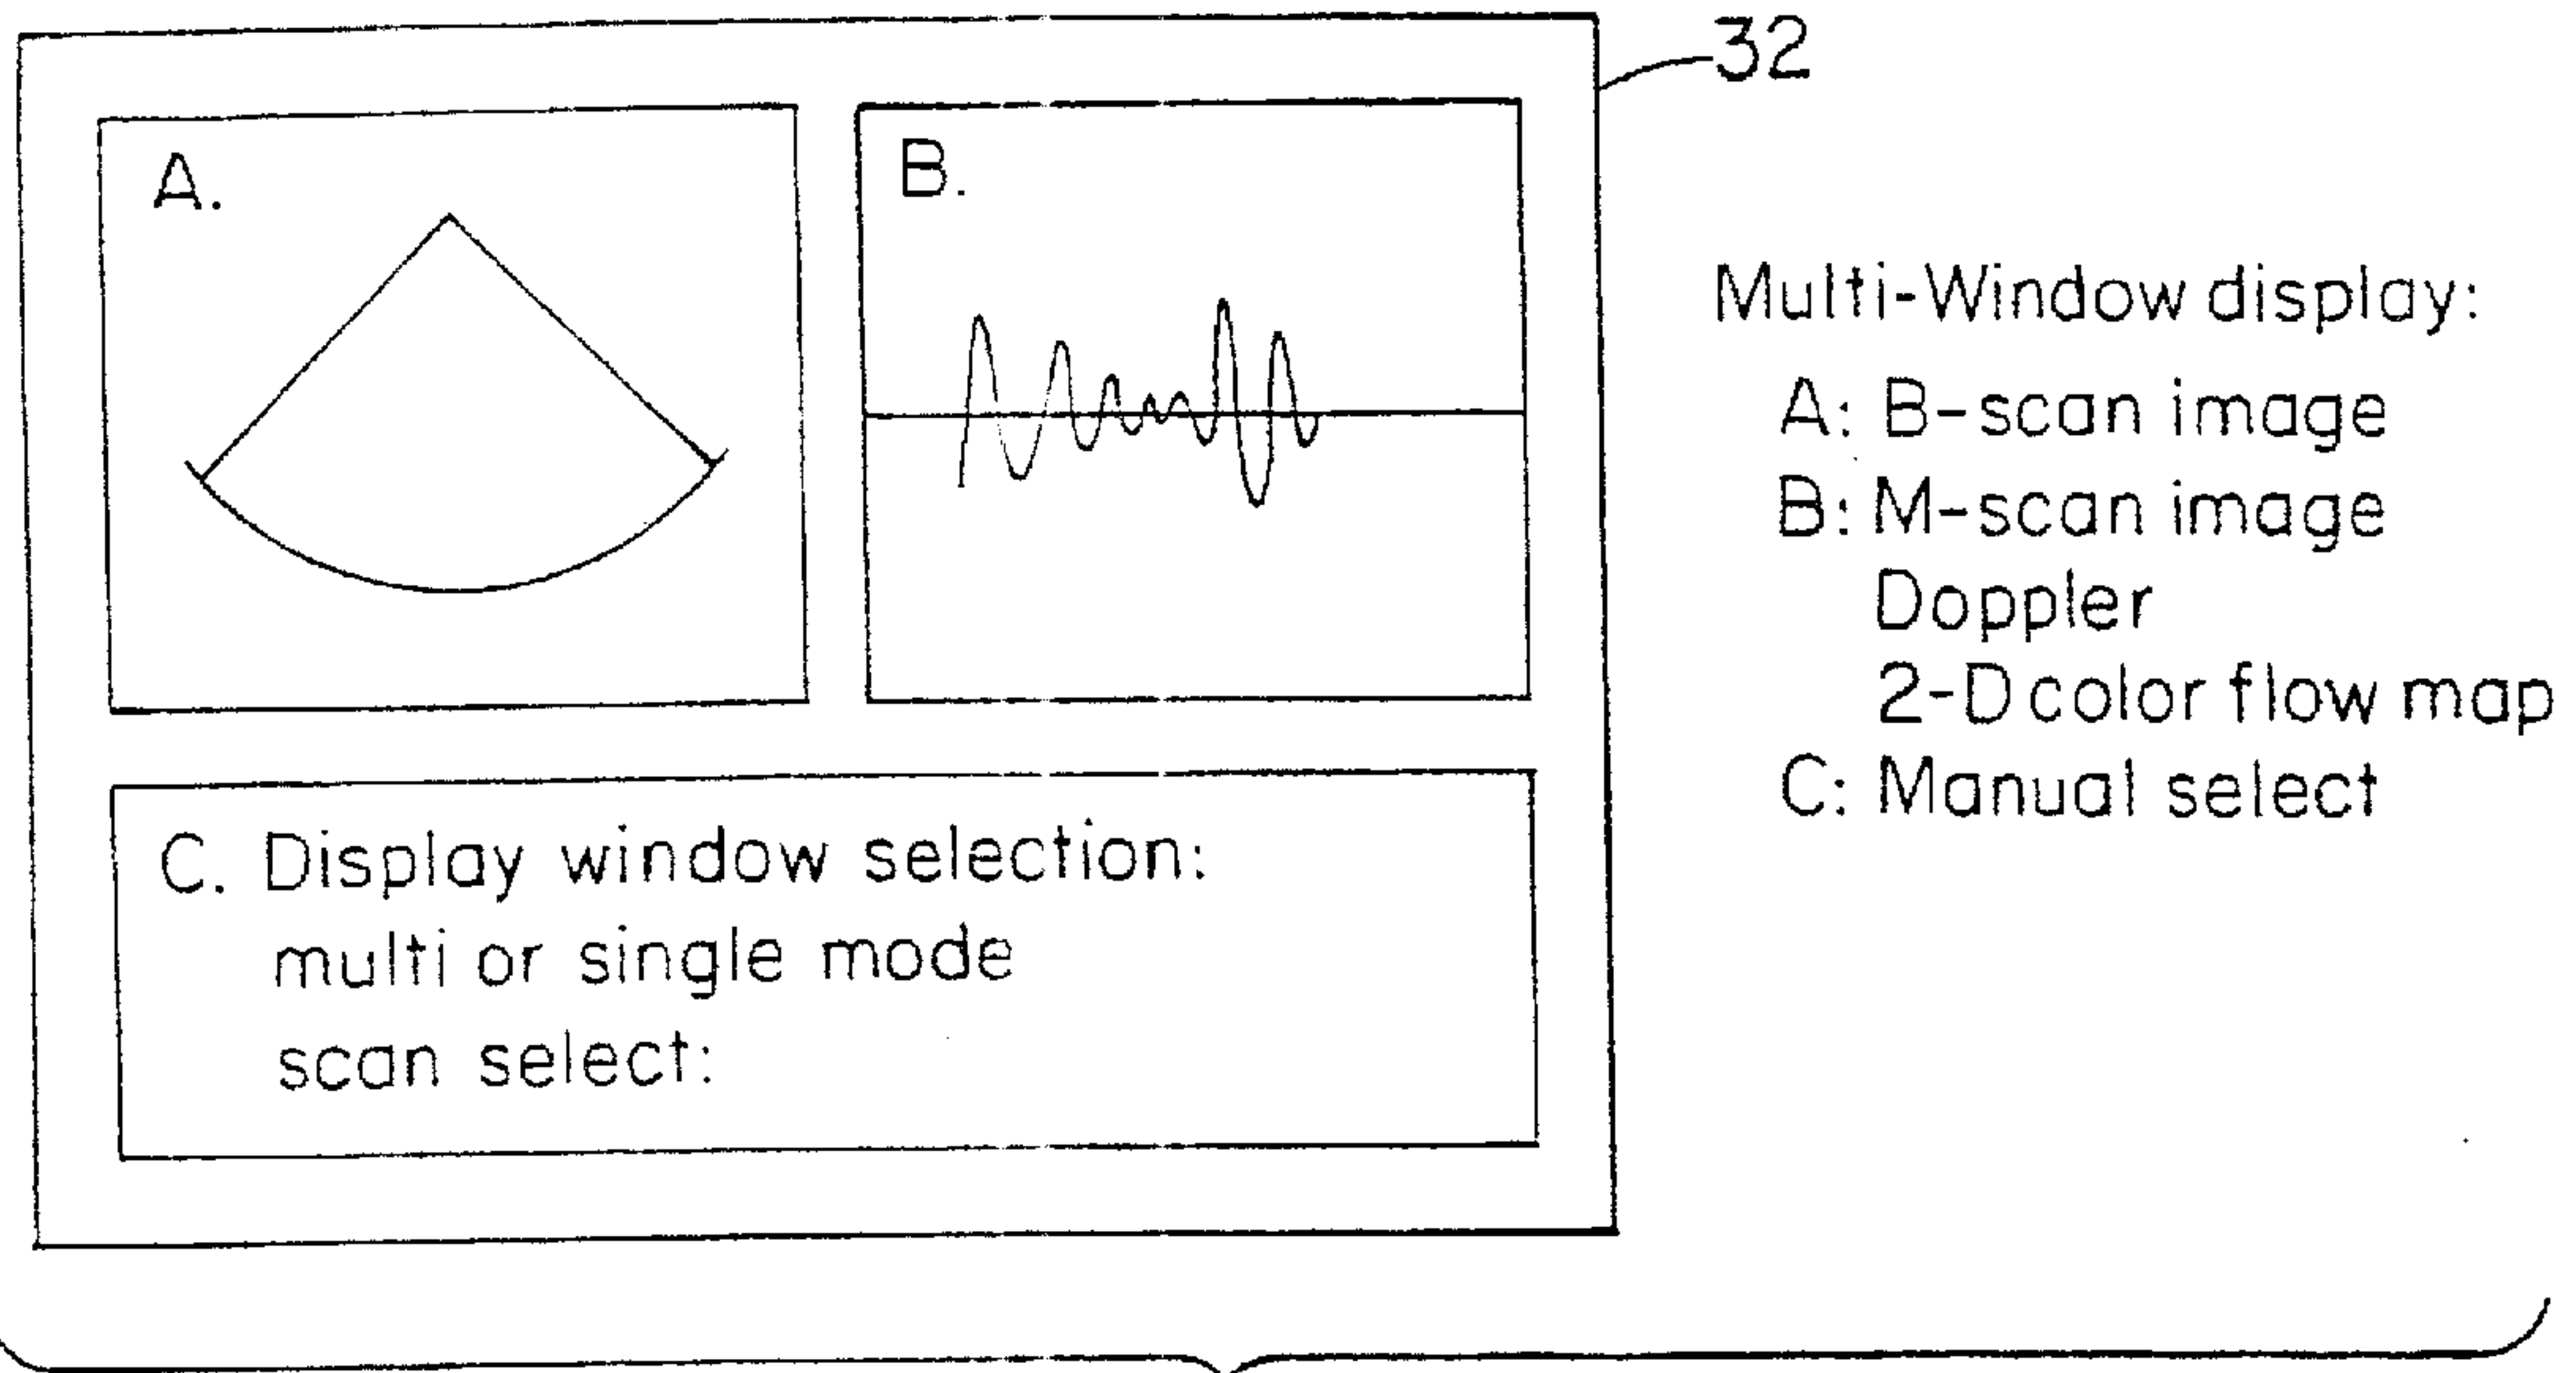 32
A.
B.
C. Display window selection:
multi or single mode
scan select:
Multi-Window display:
A: B-scan image
B: M-scan image
Doppler
2-D color flow map
C: Manual select